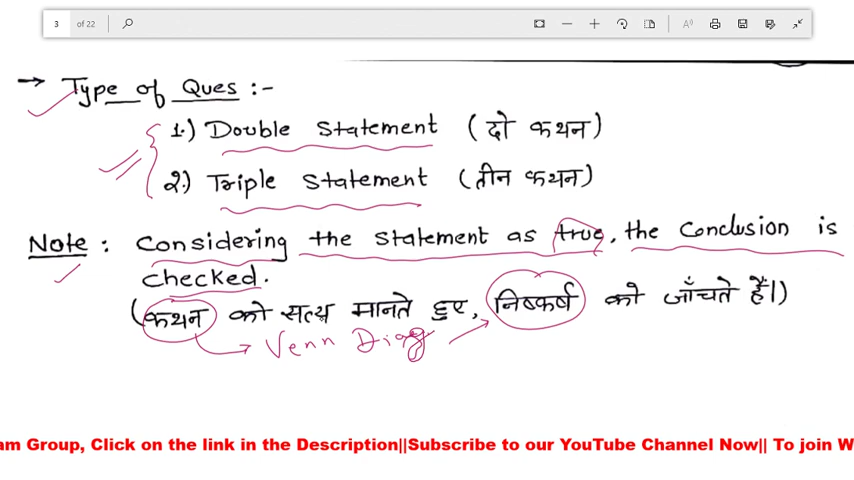 3 of 22
→ Type of Ques :-
1.) Double Statement (दो कथन)
2.) Triple Statement (तीन कथन)
Note : Considering the statement as true, the Conclusion is
checked.
(कथन को सत्य मानते हुए, निष्कर्ष को जाँचते हैं।)
Venn Diag
am Group, Click on the link in the Description||Subscribe to our YouTube Channel Now|| To join W